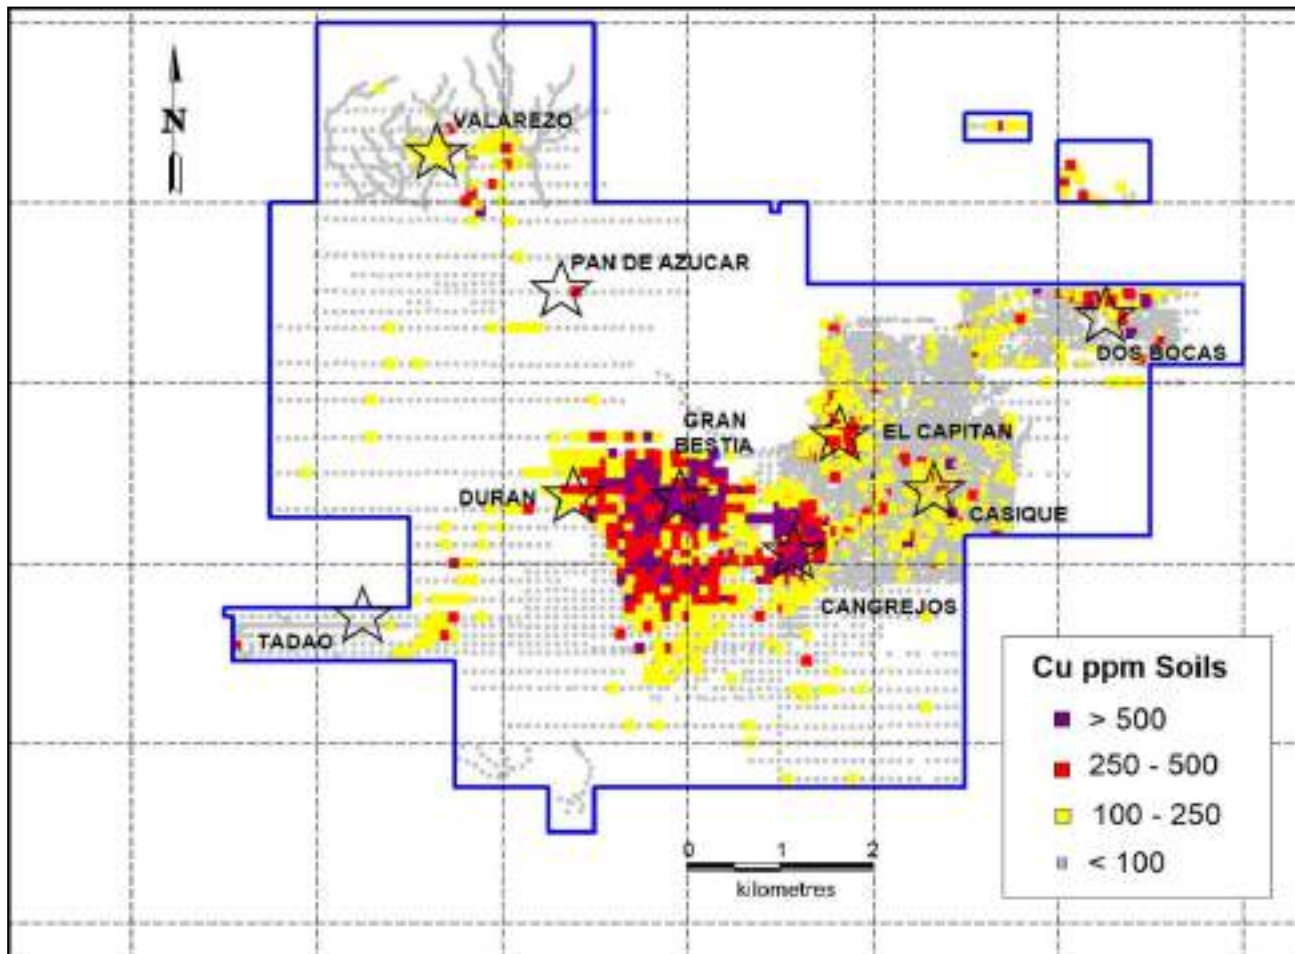 N
VALAREZO
PAN DE AZUCAR
DOS BOCAS
GRAN
BESTIA
EL CAPITAN
DURAN
CASIQUE
CANGREJOS
TADAO
Cu ppm Soils
> 500
250 - 500
100 - 250
< 100
0 1 2
kilometres